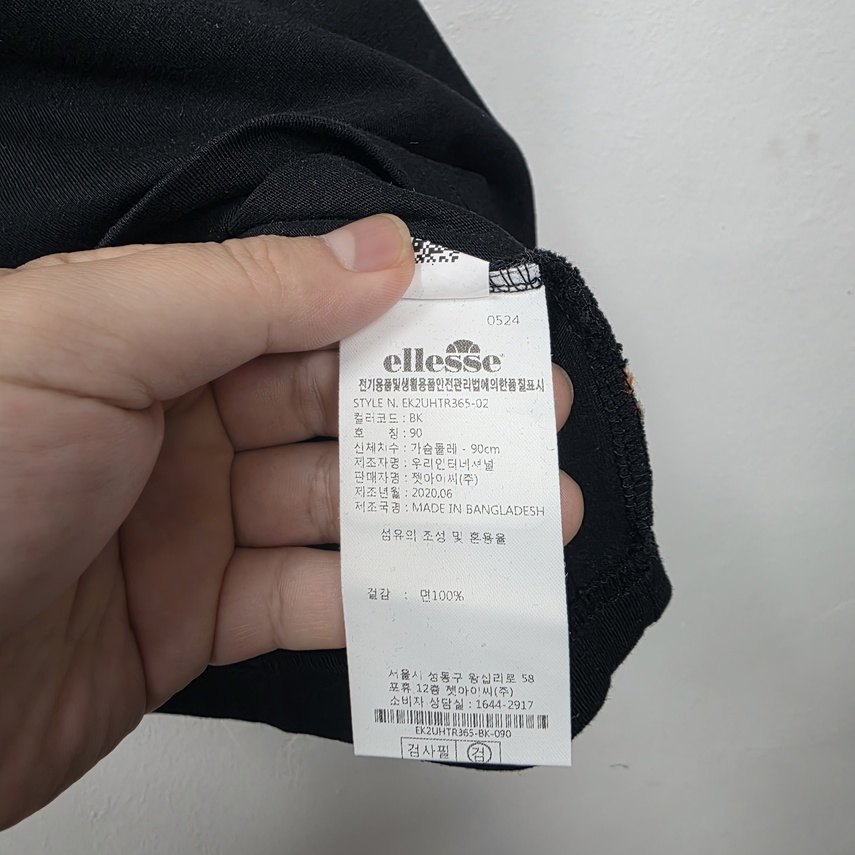 0524
ellesse
전기용품및생활용품안전관리법에의한품질표시
STYLE N. EK2UHTR365-02
컬러코드 : BK
호 칭 : 90
신체치수 : 가슴둘레 - 90cm
제조자명 : 우리인터네셔널
판매자명 : 젯아이씨(주)
제조년월 : 2020.06
제조국명 : MADE IN BANGLADESH
섬유의 조성 및 혼용율
겉감 : 면100%
서울시 성동구 왕십리로 58
포휴 12층 젯아이씨(주)
소비자 상담실 : 1644-2917
EK2UHTR365-BK-090
검사필 검